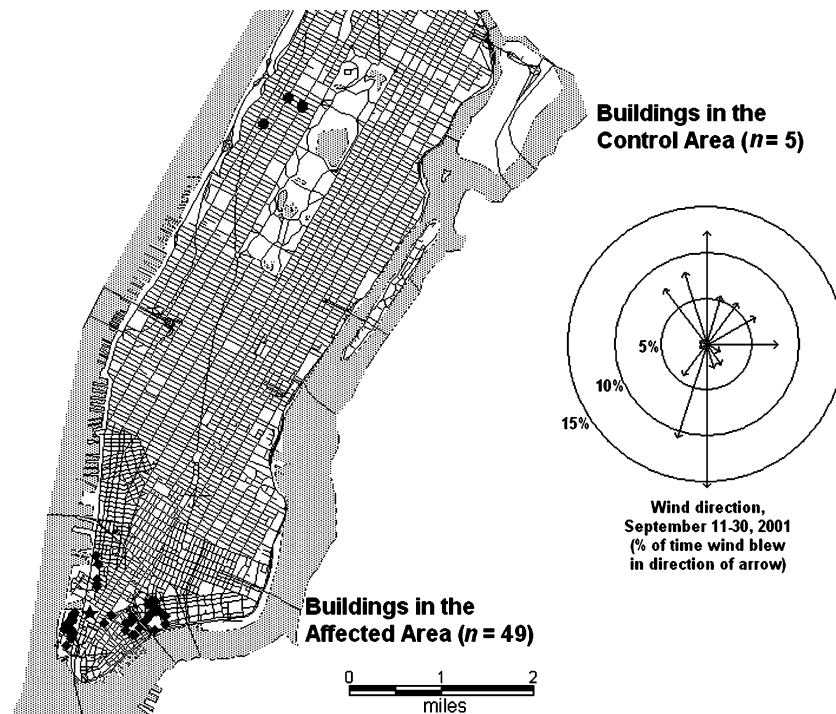 Buildings in the
Control Area (n = 5)
5%
10%
15%
Wind direction,
September 11-30, 2001
(% of time wind blew
in direction of arrow)
Buildings in the
Affected Area (n = 49)
0 1 2
miles